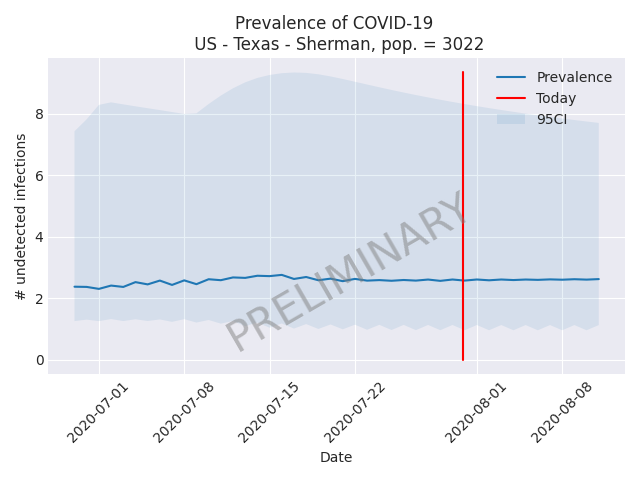 Prevalence of COVID-19
US - Texas - Sherman, pop. = 3022
Prevalence
Today
95CI
# undetected infections
8
6
4
2
0
PRELIMINARY
2020-07-01
2020-07-08
2020-07-15
2020-07-22
2020-08-01
2020-08-08
Date